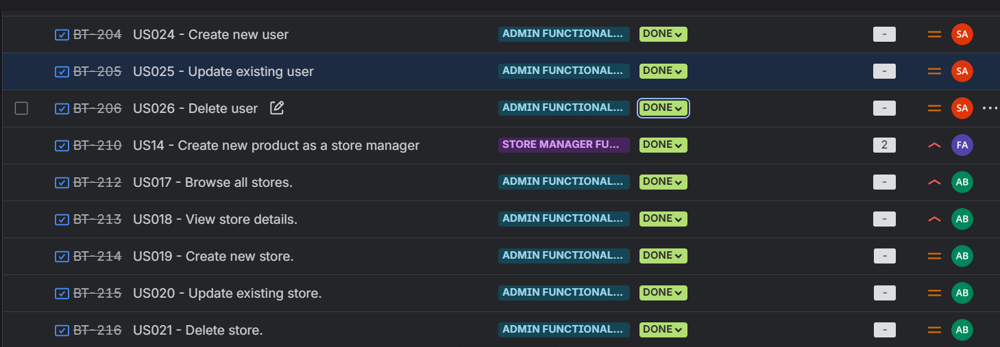 BT-204 US024 - Create new user ADMIN FUNCTIONAL... DONE - SA
BT-205 US025 - Update existing user ADMIN FUNCTIONAL... DONE - SA
BT-206 US026 - Delete user ADMIN FUNCTIONAL... DONE - SA ...
BT-210 US14 - Create new product as a store manager STORE MANAGER FU... DONE 2 FA
BT-212 US017 - Browse all stores. ADMIN FUNCTIONAL... DONE - AB
BT-213 US018 - View store details. ADMIN FUNCTIONAL... DONE - AB
BT-214 US019 - Create new store. ADMIN FUNCTIONAL... DONE - AB
BT-215 US020 - Update existing store. ADMIN FUNCTIONAL... DONE - AB
BT-216 US021 - Delete store. ADMIN FUNCTIONAL... DONE - AB